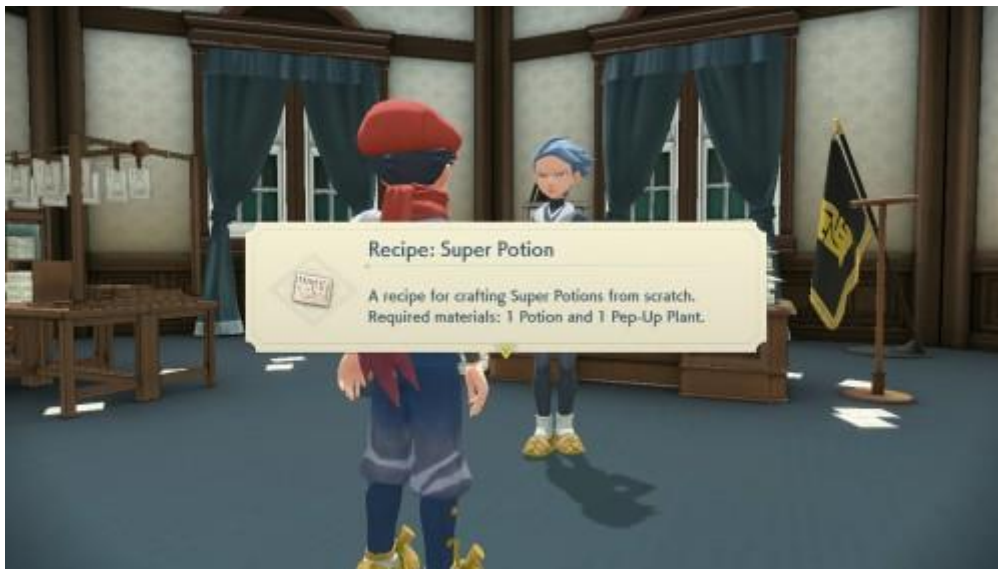 Recipe: Super Potion
A recipe for crafting Super Potions from scratch.
Required materials: 1 Potion and 1 Pep-Up Plant.